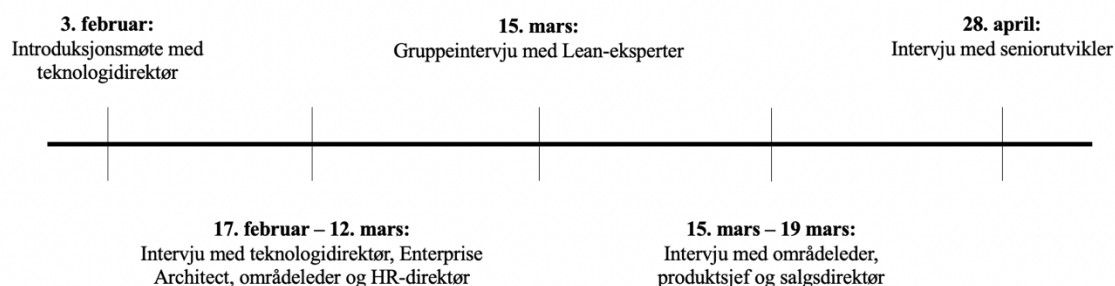 3. februar:
Introduksjonsmøte med
teknologidirektør
15. mars:
Gruppeintervju med Lean-eksperter
28. april:
Intervju med seniorutvikler
17. februar – 12. mars:
Intervju med teknologidirektør, Enterprise
Architect, områdeleder og HR-direktør
15. mars – 19 mars:
Intervju med områdeleder,
produktsjef og salgsdirektør